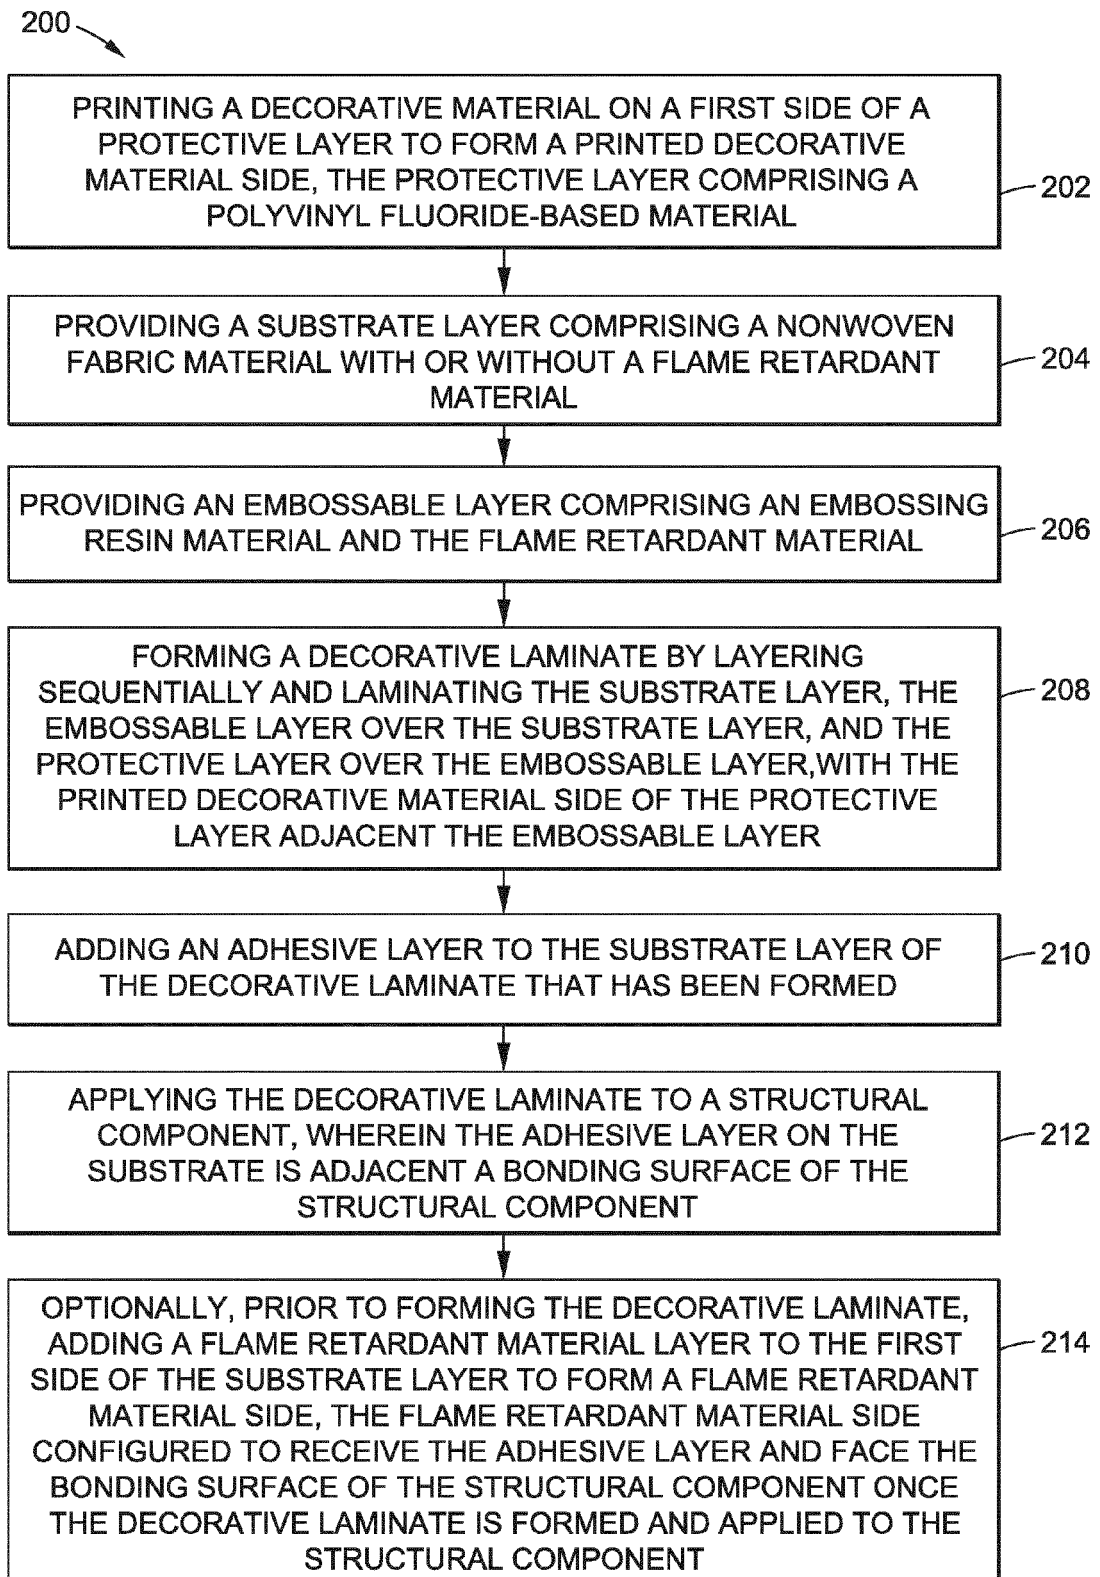 200
PRINTING A DECORATIVE MATERIAL ON A FIRST SIDE OF A
PROTECTIVE LAYER TO FORM A PRINTED DECORATIVE
MATERIAL SIDE, THE PROTECTIVE LAYER COMPRISING A
POLYVINYL FLUORIDE-BASED MATERIAL
202
PROVIDING A SUBSTRATE LAYER COMPRISING A NONWOVEN
FABRIC MATERIAL WITH OR WITHOUT A FLAME RETARDANT
MATERIAL
204
PROVIDING AN EMBOSSABLE LAYER COMPRISING AN EMBOSSING
RESIN MATERIAL AND THE FLAME RETARDANT MATERIAL
206
FORMING A DECORATIVE LAMINATE BY LAYERING
SEQUENTIALLY AND LAMINATING THE SUBSTRATE LAYER, THE
EMBOSSABLE LAYER OVER THE SUBSTRATE LAYER, AND THE
PROTECTIVE LAYER OVER THE EMBOSSABLE LAYER,WITH THE
PRINTED DECORATIVE MATERIAL SIDE OF THE PROTECTIVE
LAYER ADJACENT THE EMBOSSABLE LAYER
208
ADDING AN ADHESIVE LAYER TO THE SUBSTRATE LAYER OF
THE DECORATIVE LAMINATE THAT HAS BEEN FORMED
210
APPLYING THE DECORATIVE LAMINATE TO A STRUCTURAL
COMPONENT, WHEREIN THE ADHESIVE LAYER ON THE
SUBSTRATE IS ADJACENT A BONDING SURFACE OF THE
STRUCTURAL COMPONENT
212
OPTIONALLY, PRIOR TO FORMING THE DECORATIVE LAMINATE,
ADDING A FLAME RETARDANT MATERIAL LAYER TO THE FIRST
SIDE OF THE SUBSTRATE LAYER TO FORM A FLAME RETARDANT
MATERIAL SIDE, THE FLAME RETARDANT MATERIAL SIDE
CONFIGURED TO RECEIVE THE ADHESIVE LAYER AND FACE THE
BONDING SURFACE OF THE STRUCTURAL COMPONENT ONCE
THE DECORATIVE LAMINATE IS FORMED AND APPLIED TO THE
STRUCTURAL COMPONENT
214